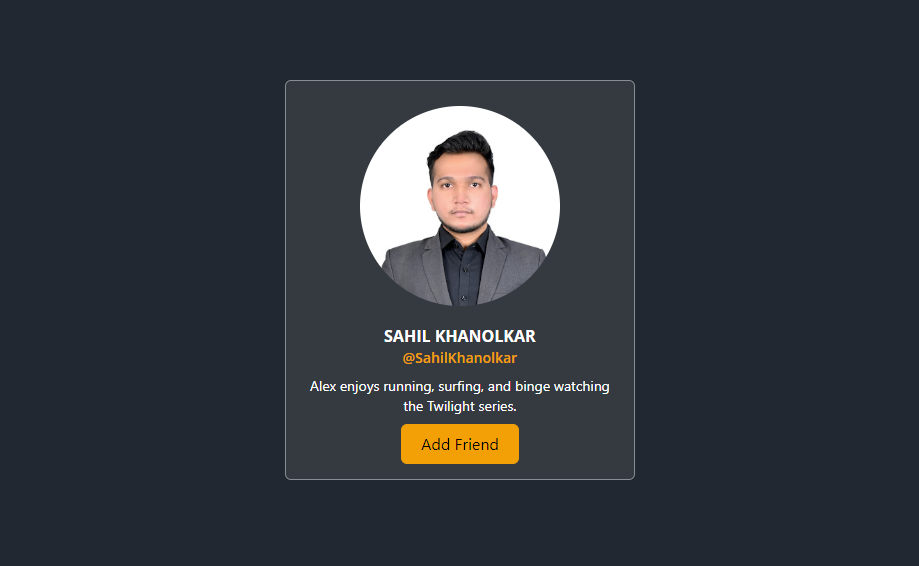 SAHIL KHANOLKAR
@SahilKhanolkar
Alex enjoys running, surfing, and binge watching
the Twilight series.
Add Friend